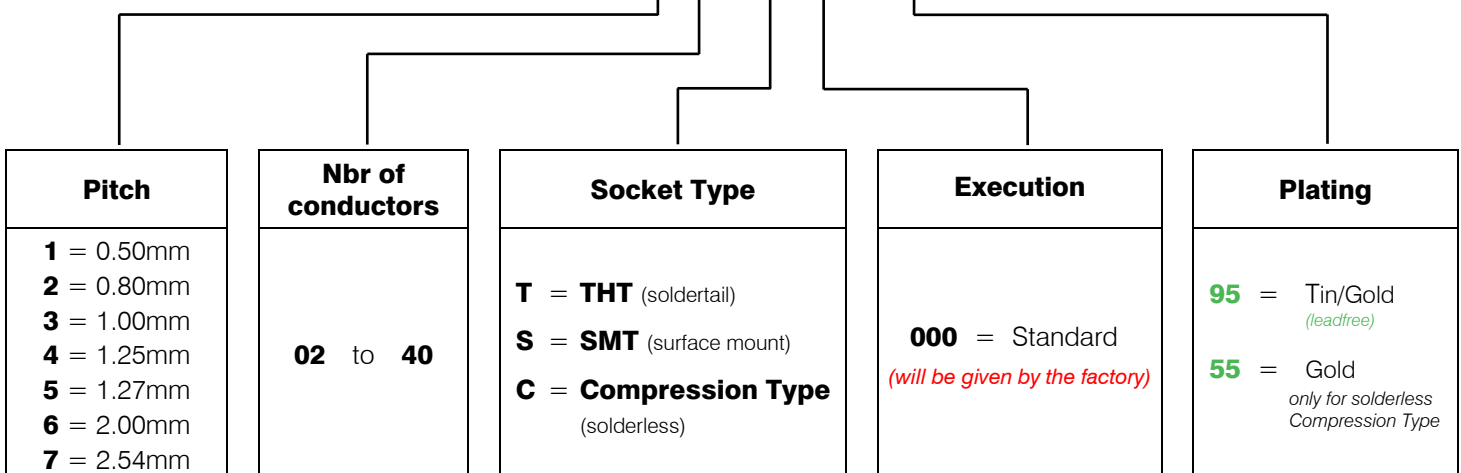 Pitch
1 = 0.50mm
2 = 0.80mm
3 = 1.00mm
4 = 1.25mm
5 = 1.27mm
6 = 2.00mm
7 = 2.54mm
Nbr of
conductors
02 to 40
Socket Type
T = THT (soldertail)
S = SMT (surface mount)
C = Compression Type
(solderless)
Execution
000 = Standard
(will be given by the factory)
Plating
95 = Tin/Gold
(leadfree)
55 = Gold
only for solderless
Compression Type